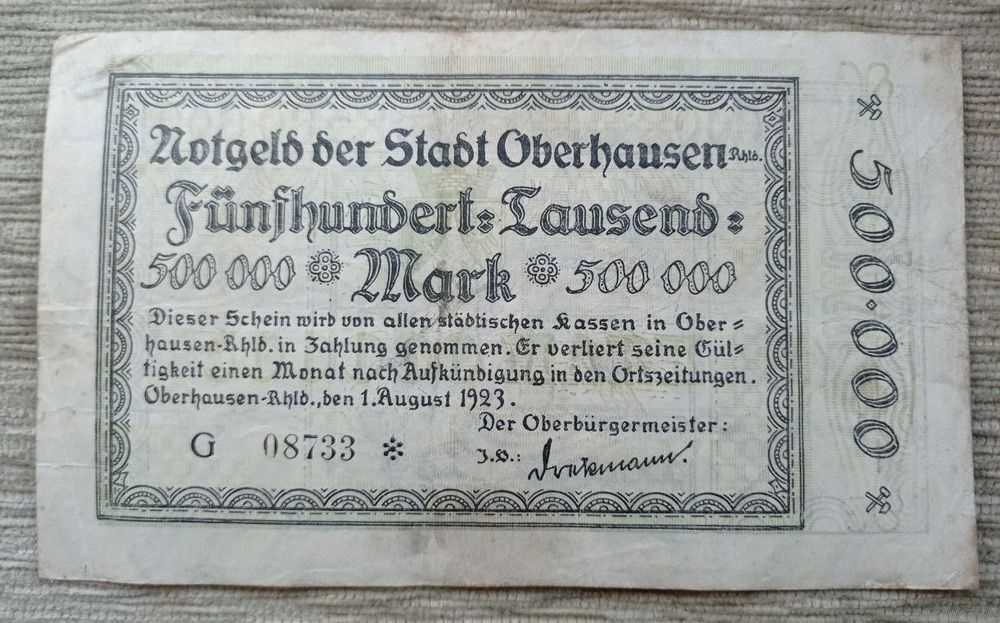 Notgeld der Stadt Oberhausen Rhld.
Fünfhundert-Tausend-
500 000 Mark 500 000
Dieser Schein wird von allen städtischen Kassen in Ober=
hausen-Rhld. in Zahlung genommen. Er verliert seine Gül=
tigkeit einen Monat nach Aufkündigung in den Ortszeitungen.
Oberhausen-Rhld., den 1. August 1923.
Der Oberbürgermeister:
G 08733 *
J.V.:
500.000